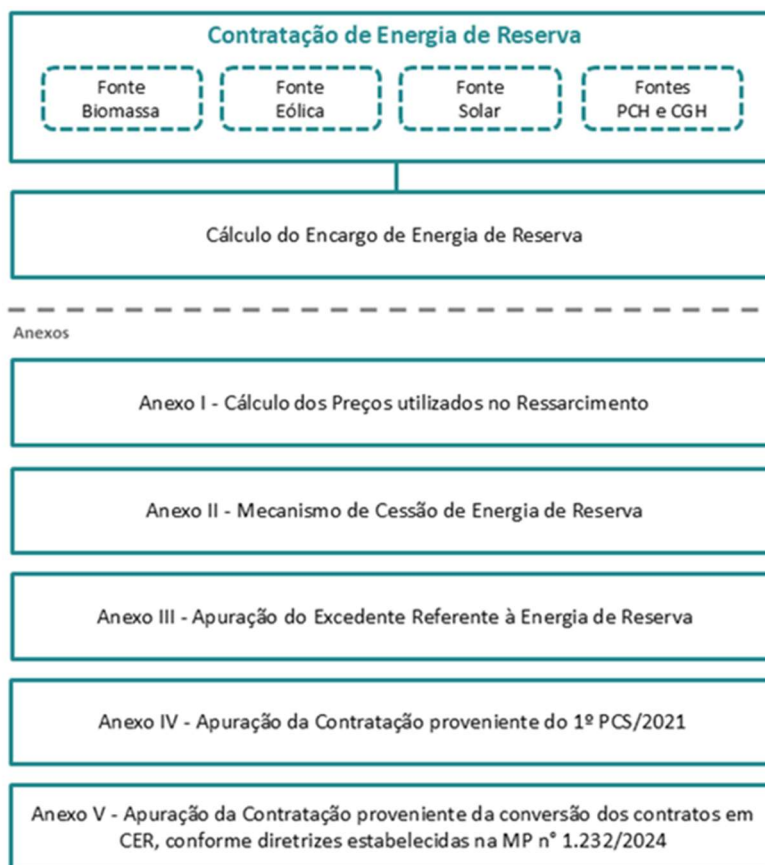 Contratação de Energia de Reserva
Fonte
Biomassa
Fonte
Eólica
Fonte
Solar
Fontes
PCH e CGH
Cálculo do Encargo de Energia de Reserva
Anexos
Anexo I - Cálculo dos Preços utilizados no Ressarcimento
Anexo II - Mecanismo de Cessão de Energia de Reserva
Anexo III - Apuração do Excedente Referente à Energia de Reserva
Anexo IV - Apuração da Contratação proveniente do 1º PCS/2021
Anexo V - Apuração da Contratação proveniente da conversão dos contratos em
CER, conforme diretrizes estabelecidas na MP n° 1.232/2024